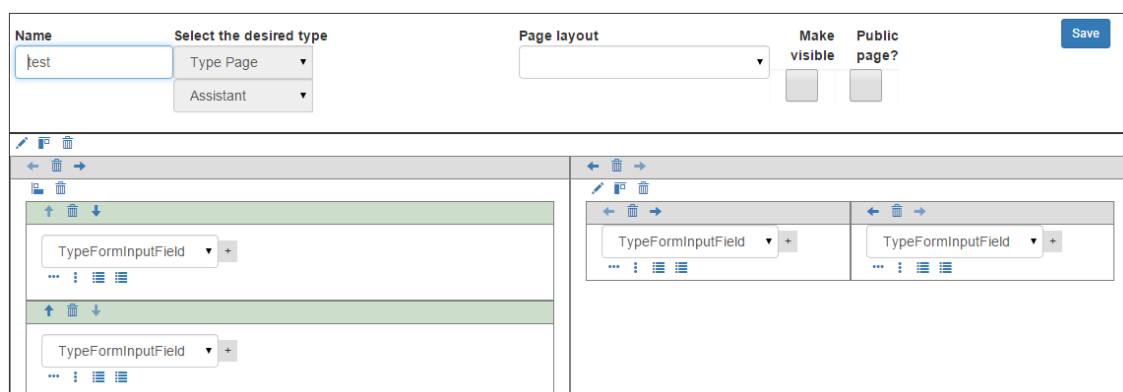 Name Select the desired type Page layout Make visible Public page? Save
test Type Page
Assistant
TypeFormInputField + TypeFormInputField + TypeFormInputField +
TypeFormInputField +